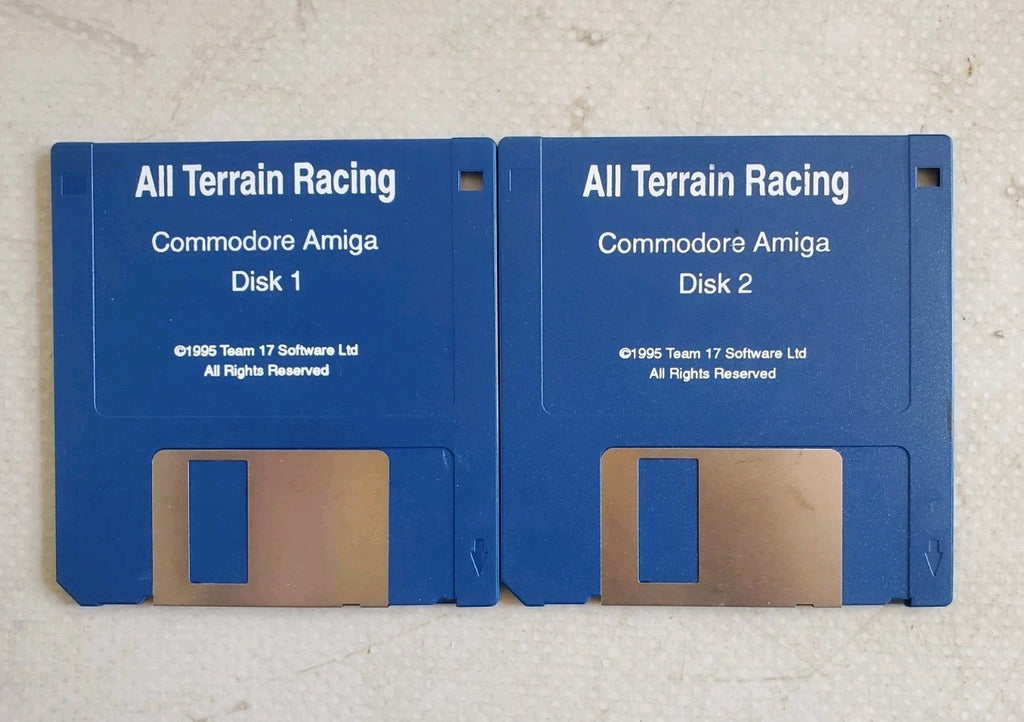 All Terrain Racing
Commodore Amiga
Disk 1
©1995 Team 17 Software Ltd
All Rights Reserved
All Terrain Racing
Commodore Amiga
Disk 2
©1995 Team 17 Software Ltd
All Rights Reserved